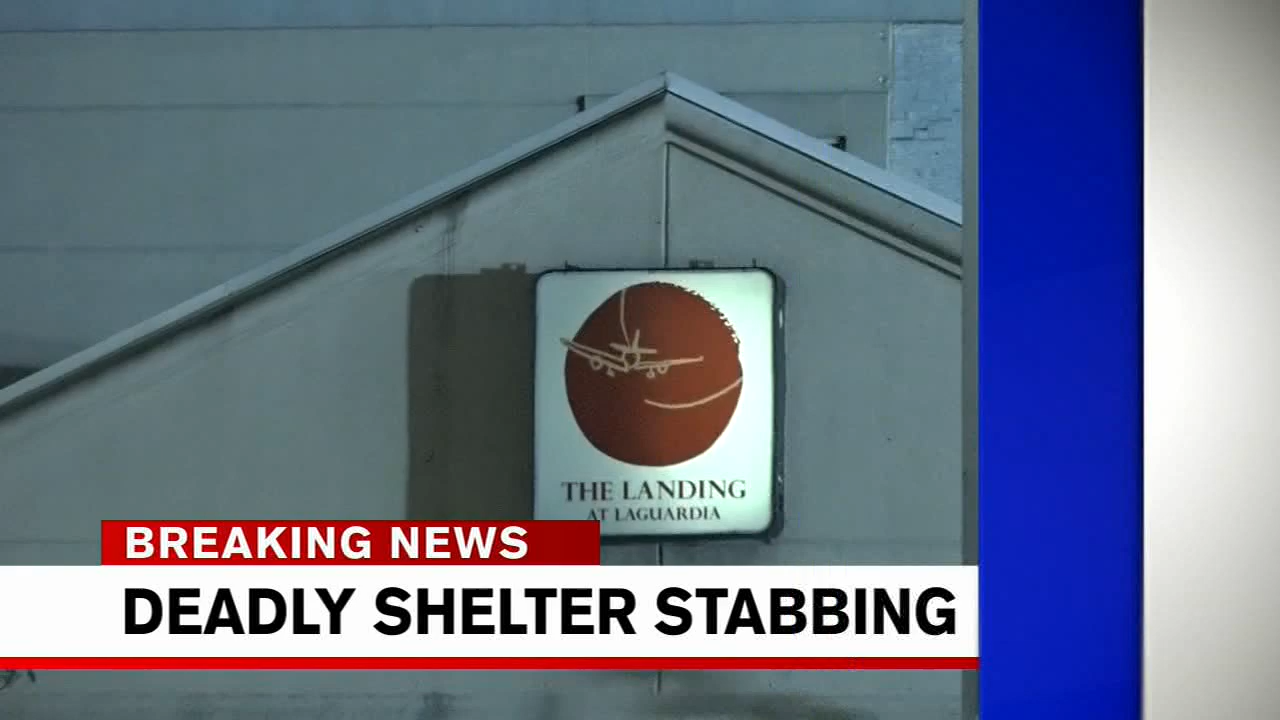 THE LANDING
AT LAGUARDIA
BREAKING NEWS
DEADLY SHELTER STABBING